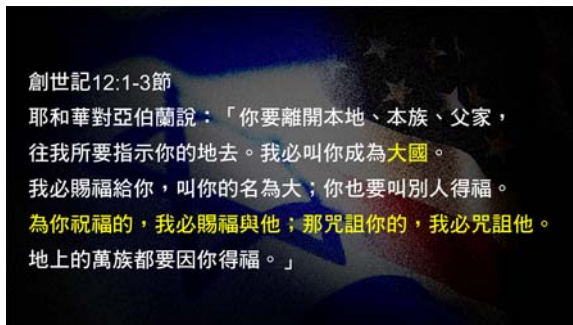 創世記12:1-3節
耶和華對亞伯蘭說：「你要離開本地、本族、父家，
往我所要指示你的地去。我必叫你成為大國。
我必賜福給你，叫你的名為大；你也要叫別人得福。
為你祝福的，我必賜福與他；那咒詛你的，我必咒詛他。
地上的萬族都要因你得福。」